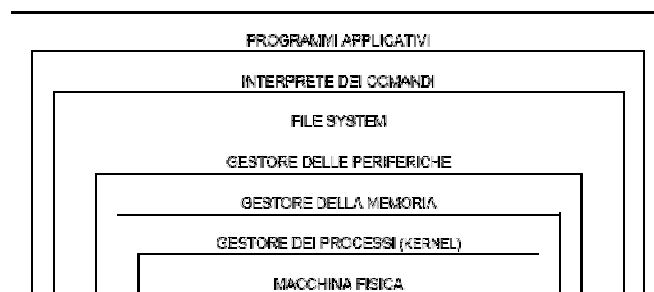 PROGRAMMI APPLICATIVI
INTERPRETE DEI COMANDI
FILE SYSTEM
GESTORE DELLE PERIFERICHE
GESTORE DELLA MEMORIA
GESTORE DEI PROCESSI (KERNEL)
MACCHINA FISICA